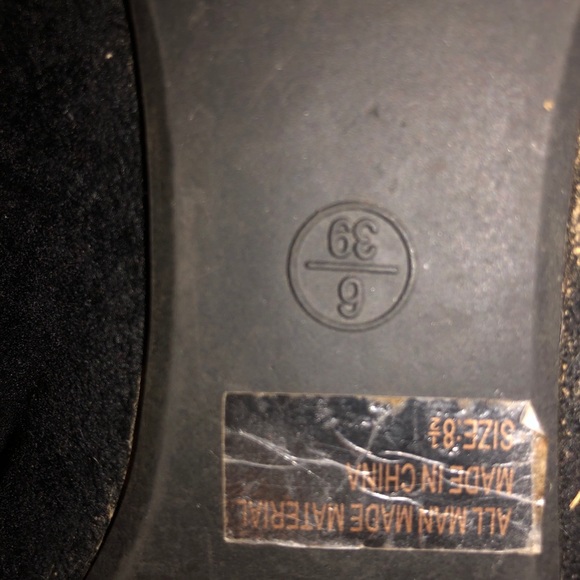 ALL MAN MADE MATERIAL
MADE IN CHINA
SIZE:8½
6
39